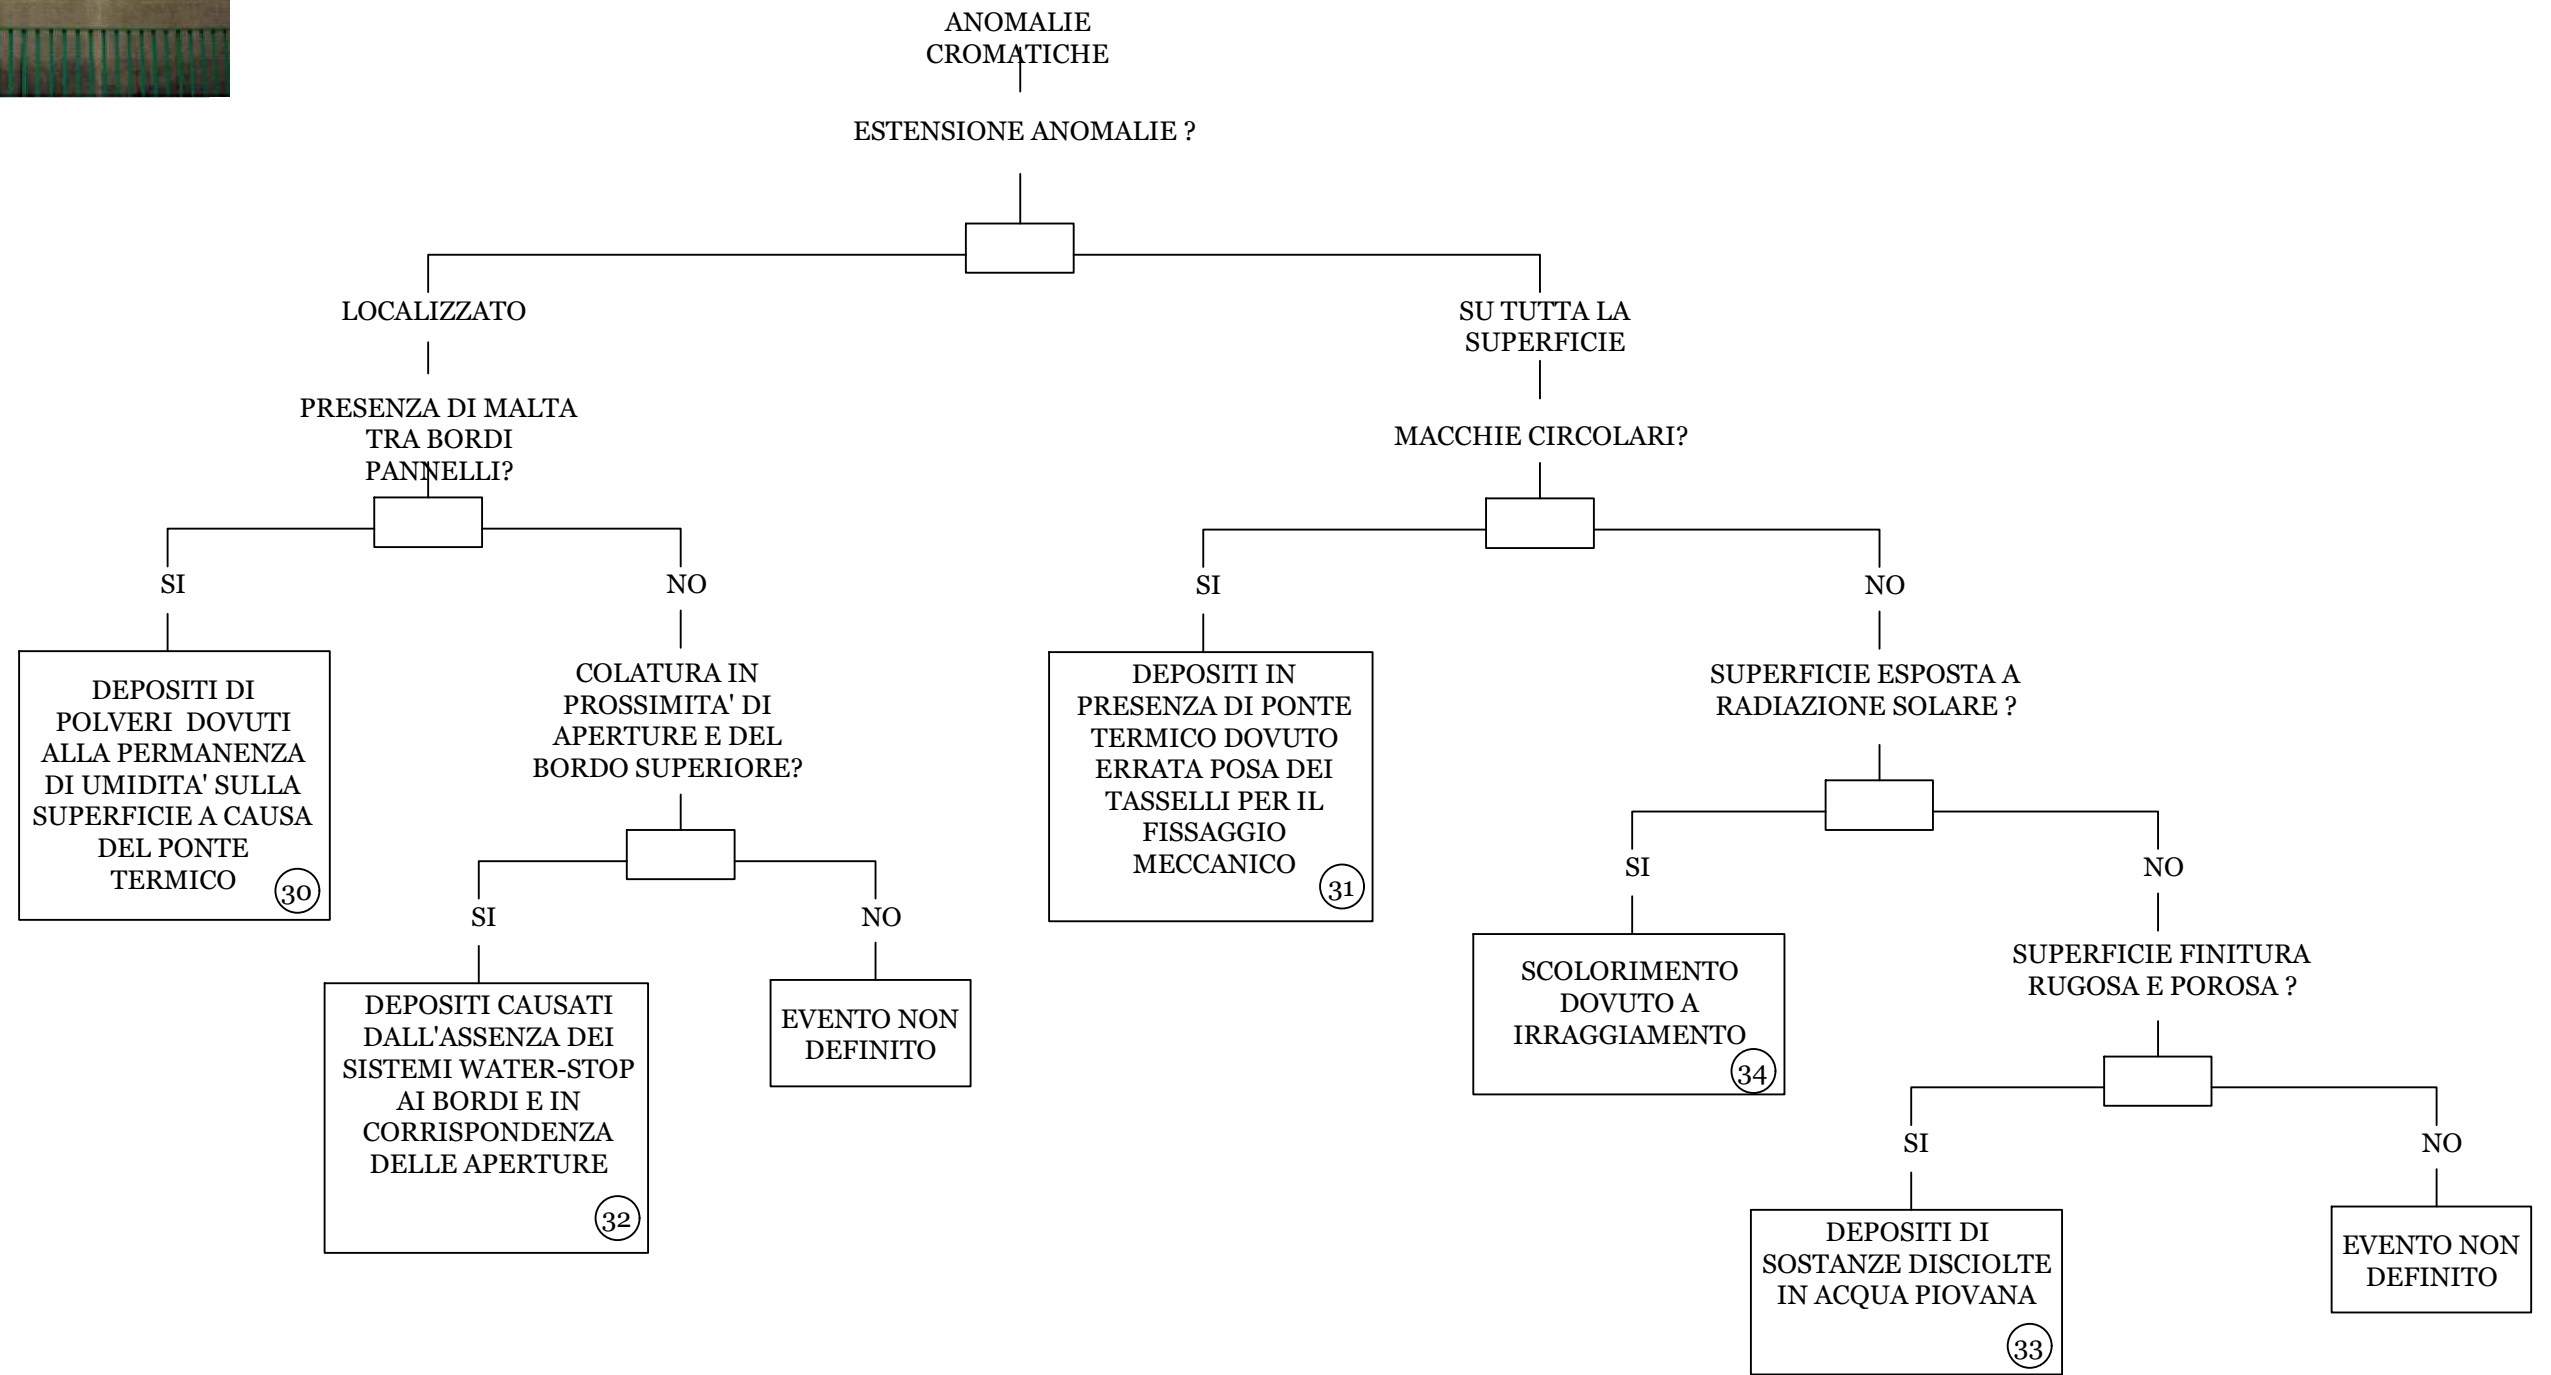 ANOMALIE
CROMATICHE
ESTENSIONE ANOMALIE ?
LOCALIZZATO
PRESENZA DI MALTA
TRA BORDI
PANNELLI?
SI
DEPOSITI DI
POLVERI DOVUTI
ALLA PERMANENZA
DI UMIDITA' SULLA
SUPERFICIE A CAUSA
DEL PONTE
TERMICO
30
NO
COLATURA IN
PROSSIMITA' DI
APERTURE E DEL
BORDO SUPERIORE?
SI
DEPOSITI CAUSATI
DALL'ASSENZA DEI
SISTEMI WATER-STOP
AI BORDI E IN
CORRISPONDENZA
DELLE APERTURE
32
NO
EVENTO NON
DEFINITO
SU TUTTA LA
SUPERFICIE
MACCHIE CIRCOLARI?
SI
DEPOSITI IN
PRESENZA DI PONTE
TERMICO DOVUTO
ERRATA POSA DEI
TASSELLI PER IL
FISSAGGIO
MECCANICO
31
NO
SUPERFICIE ESPOSTA A
RADIAZIONE SOLARE ?
SI
SCOLORIMENTO
DOVUTO A
IRRAGGIAMENTO
34
NO
SUPERFICIE FINITURA
RUGOSA E POROSA ?
SI
DEPOSITI DI
SOSTANZE DISCIOLTE
IN ACQUA PIOVANA
33
NO
EVENTO NON
DEFINITO